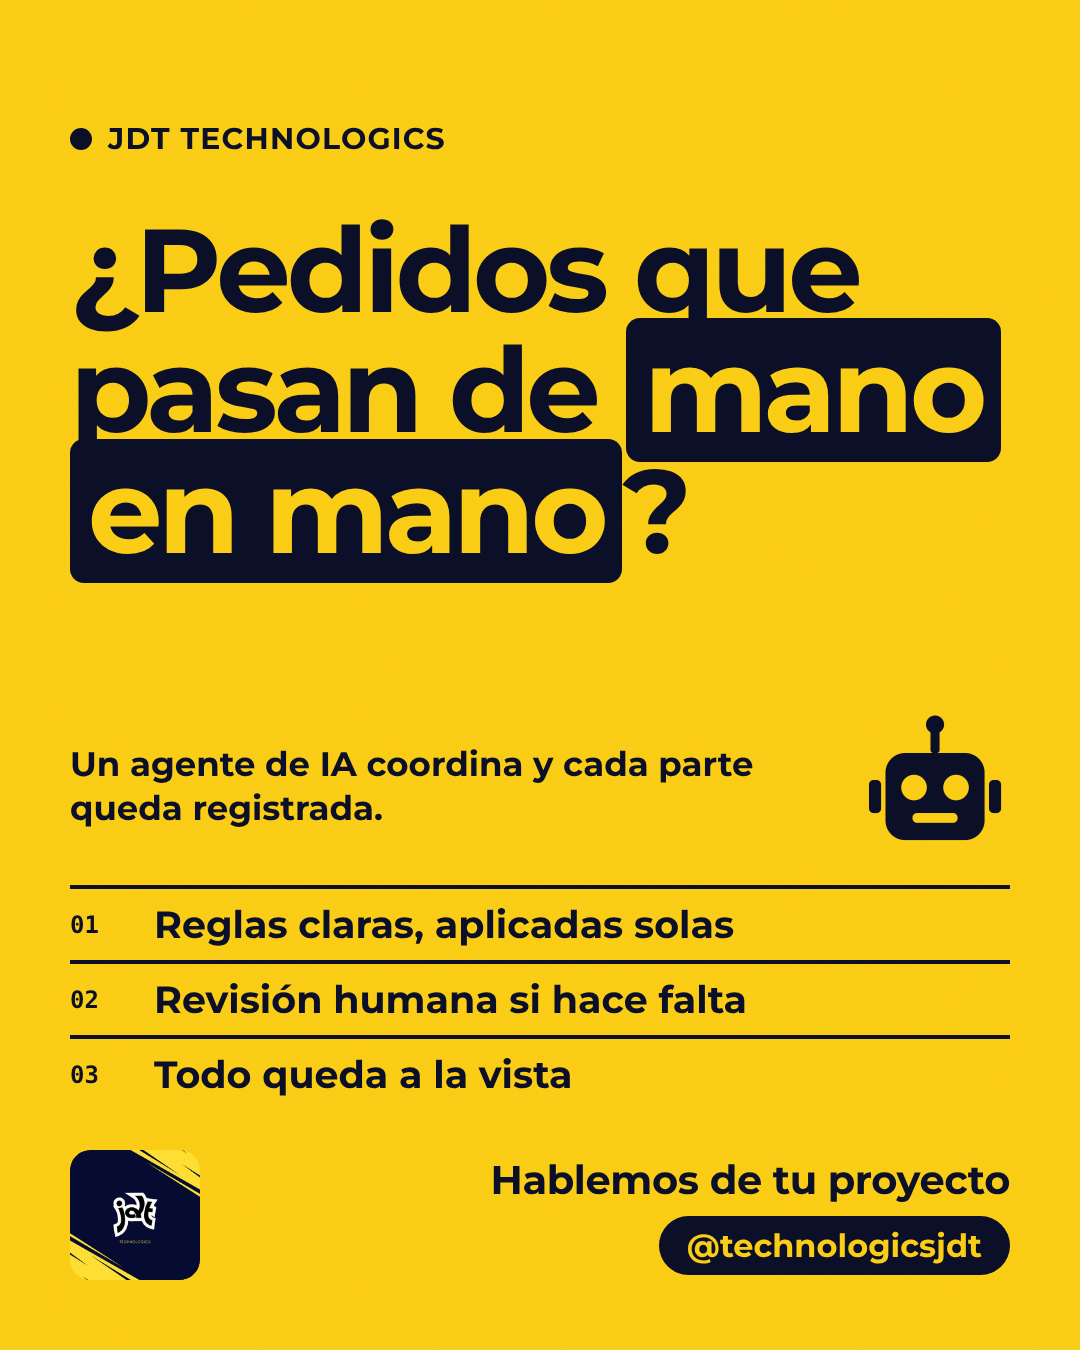 JDT TECHNOLOGICS
¿Pedidos que
pasan de mano
en mano?
Un agente de IA coordina y cada parte
queda registrada.
01 Reglas claras, aplicadas solas
02 Revisión humana si hace falta
03 Todo queda a la vista
jdt
TECHNOLOGICS
Hablemos de tu proyecto
@technologicsjdt